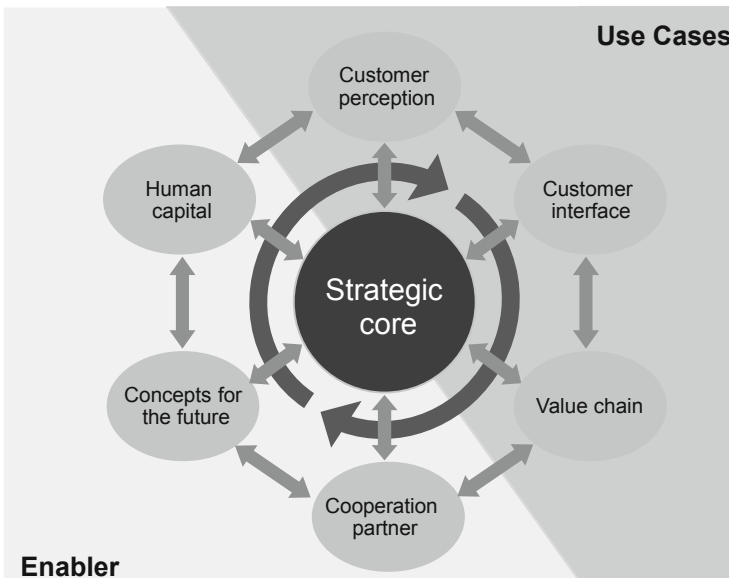 Use Cases
Customer
perception
Human
capital
Customer
interface
Strategic
core
Concepts for
the future
Value chain
Cooperation
partner
Enabler